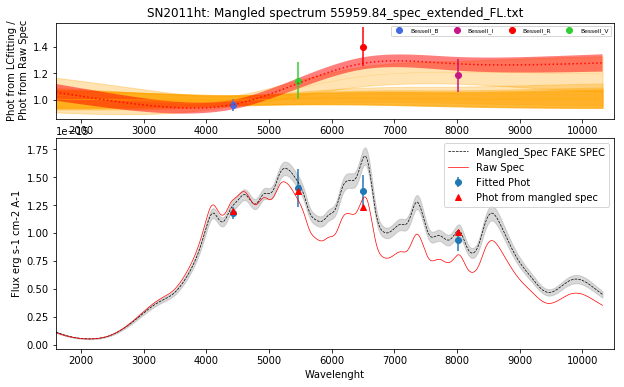 SN2011ht: Mangled spectrum 55959.84_spec_extended_FL.txt
Phot from LCfitting /
Phot from Raw Spec
1.4
1.2
1.0
Bessell_B
Bessell_I
Bessell_R
Bessell_V
2000 3000 4000 5000 6000 7000 8000 9000 10000
Flux erg s-1 cm-2 A-1
1.75
1.50
1.25
1.00
0.75
0.50
0.25
0.00
Mangled_Spec FAKE SPEC
Raw Spec
Fitted Phot
Phot from mangled spec
2000 3000 4000 5000 6000 7000 8000 9000 10000
Wavelenght